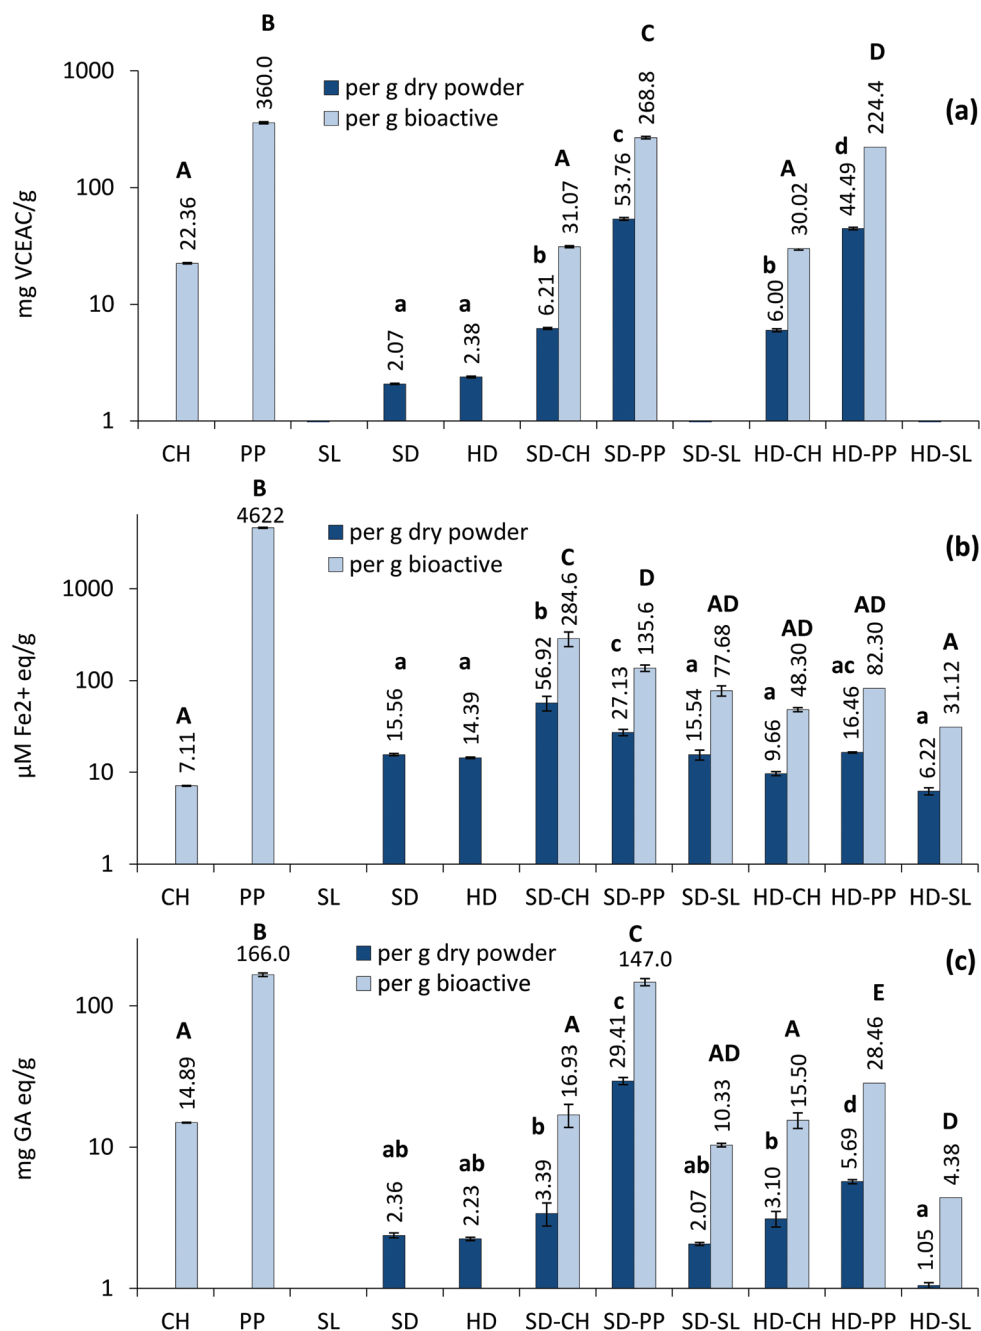 B
C
D
A
360.0
268.8
224.4
1000
per g dry powder
per g bioactive
(a)
A
A
c
d
22.36
31.07
53.76
30.02
44.49
100
b
b
a
a
6.21
6.00
2.07
2.38
10
1
mg VCEAC/g
CH PP SL SD HD SD-CH SD-PP SD-SL HD-CH HD-PP HD-SL
B
4622
per g dry powder
per g bioactive
(b)
C
D
AD
AD
AD
A
284.6
135.6
77.68
48.30
82.30
31.12
1000
b
c
a
a
ac
a
a
a
A
56.92
27.13
15.54
9.66
16.46
6.22
15.56
14.39
7.11
100
10
1
µM Fe2+ eq/g
CH PP SL SD HD SD-CH SD-PP SD-SL HD-CH HD-PP HD-SL
B
166.0
per g dry powder
per g bioactive
C
147.0
(c)
E
A
A
AD
A
D
14.89
16.93
10.33
15.50
28.46
4.38
100
c
29.41
ab
ab
b
ab
b
d
a
2.36
2.23
3.39
2.07
3.10
5.69
1.05
10
1
mg GA eq/g
CH PP SL SD HD SD-CH SD-PP SD-SL HD-CH HD-PP HD-SL